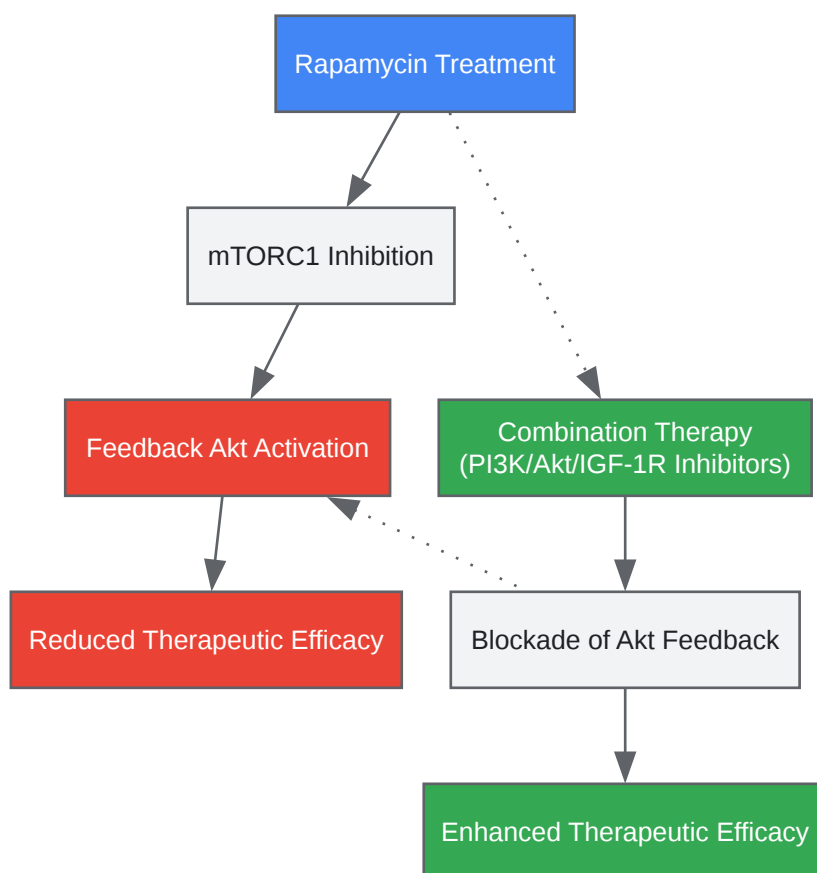 Rapamycin Treatment
mTORC1 Inhibition
Feedback Akt Activation
Combination Therapy
(PI3K/Akt/IGF-1R Inhibitors)
Reduced Therapeutic Efficacy
Blockade of Akt Feedback
Enhanced Therapeutic Efficacy